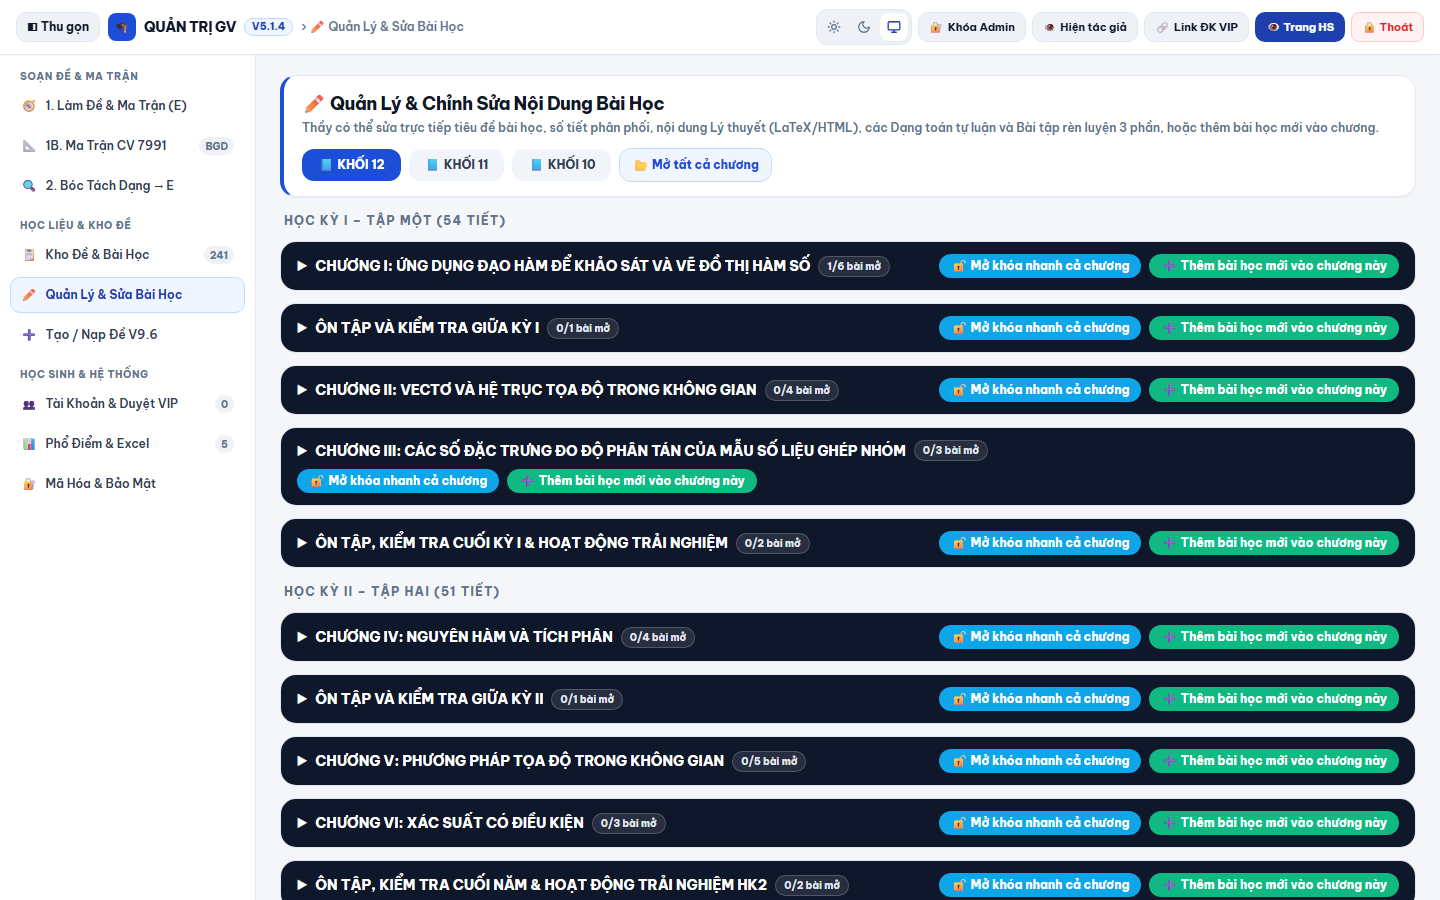 Thu gọn
QUẢN TRỊ GV
V5.1.4
› Quản Lý & Sửa Bài Học
Khóa Admin
Hiện tác giả
Link ĐK VIP
Trang HS
Thoát
SOẠN ĐỀ & MA TRẬN
1. Làm Đề & Ma Trận (E)
1B. Ma Trận CV 7991
BGD
2. Bóc Tách Dạng → E
HỌC LIỆU & KHO ĐỀ
Kho Đề & Bài Học
241
Quản Lý & Sửa Bài Học
Tạo / Nạp Đề V9.6
HỌC SINH & HỆ THỐNG
Tài Khoản & Duyệt VIP
0
Phổ Điểm & Excel
5
Mã Hóa & Bảo Mật
Quản Lý & Chỉnh Sửa Nội Dung Bài Học
Thầy có thể sửa trực tiếp tiêu đề bài học, số tiết phân phối, nội dung Lý thuyết (LaTeX/HTML), các Dạng toán tự luận và Bài tập rèn luyện 3 phần, hoặc thêm bài học mới vào chương.
KHỐI 12
KHỐI 11
KHỐI 10
Mở tất cả chương
HỌC KỲ I – TẬP MỘT (54 TIẾT)
▶ CHƯƠNG I: ỨNG DỤNG ĐẠO HÀM ĐỂ KHẢO SÁT VÀ VẼ ĐỒ THỊ HÀM SỐ 1/6 bài mở Mở khóa nhanh cả chương Thêm bài học mới vào chương này
▶ ÔN TẬP VÀ KIỂM TRA GIỮA KỲ I 0/1 bài mở Mở khóa nhanh cả chương Thêm bài học mới vào chương này
▶ CHƯƠNG II: VECTƠ VÀ HỆ TRỤC TỌA ĐỘ TRONG KHÔNG GIAN 0/4 bài mở Mở khóa nhanh cả chương Thêm bài học mới vào chương này
▶ CHƯƠNG III: CÁC SỐ ĐẶC TRƯNG ĐO ĐỘ PHÂN TÁN CỦA MẪU SỐ LIỆU GHÉP NHÓM 0/3 bài mở
Mở khóa nhanh cả chương Thêm bài học mới vào chương này
▶ ÔN TẬP, KIỂM TRA CUỐI KỲ I & HOẠT ĐỘNG TRẢI NGHIỆM 0/2 bài mở Mở khóa nhanh cả chương Thêm bài học mới vào chương này
HỌC KỲ II – TẬP HAI (51 TIẾT)
▶ CHƯƠNG IV: NGUYÊN HÀM VÀ TÍCH PHÂN 0/4 bài mở Mở khóa nhanh cả chương Thêm bài học mới vào chương này
▶ ÔN TẬP VÀ KIỂM TRA GIỮA KỲ II 0/1 bài mở Mở khóa nhanh cả chương Thêm bài học mới vào chương này
▶ CHƯƠNG V: PHƯƠNG PHÁP TỌA ĐỘ TRONG KHÔNG GIAN 0/5 bài mở Mở khóa nhanh cả chương Thêm bài học mới vào chương này
▶ CHƯƠNG VI: XÁC SUẤT CÓ ĐIỀU KIỆN 0/3 bài mở Mở khóa nhanh cả chương Thêm bài học mới vào chương này
▶ ÔN TẬP, KIỂM TRA CUỐI NĂM & HOẠT ĐỘNG TRẢI NGHIỆM HK2 0/2 bài mở Mở khóa nhanh cả chương Thêm bài học mới vào chương này